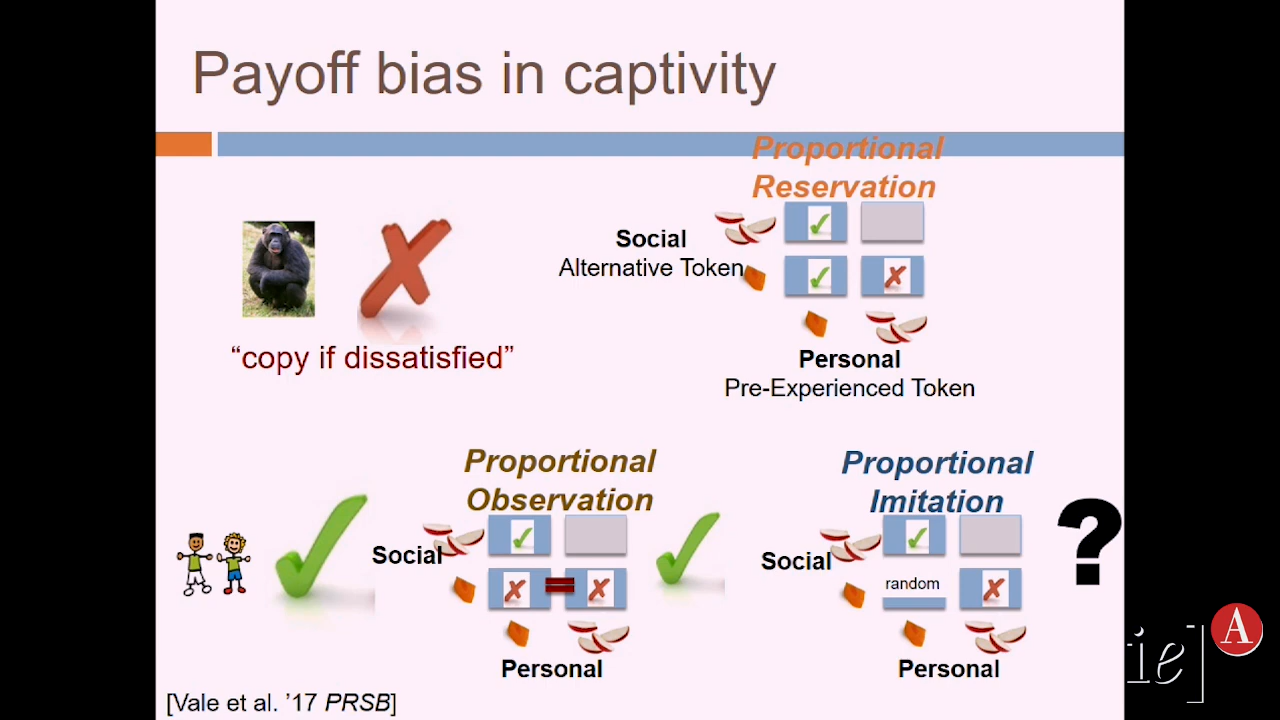 Payoff bias in captivity
Proportional
Reservation
Social
Alternative Token
"copy if dissatisfied"
Personal
Pre-Experienced Token
Proportional
Observation
Social
Personal
Proportional
Imitation
Social
random
Personal
?
[Vale et al. '17 PRSB]
ie]
A